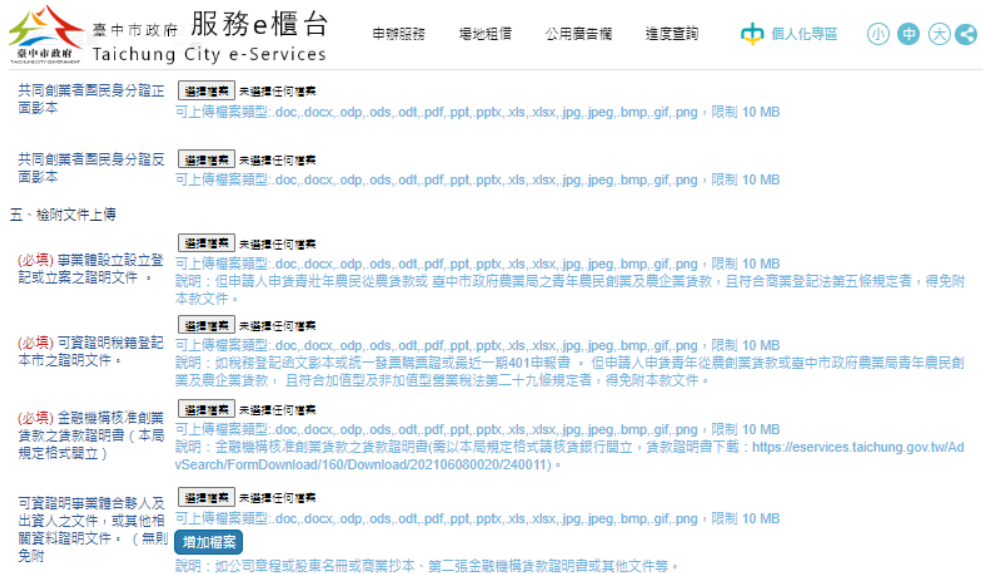 臺中市政府 服務e櫃台
Taichung City e-Services
臺中市政府
TAICHUNG CITY GOVERNMENT
申辦服務 場地租借 公用廣告欄 進度查詢 個人化專區 小 中 大
共同創業者國民身分證正
面影本
選擇檔案 未選擇任何檔案
可上傳檔案類型:.doc,.docx,.odp,.ods,.odt,.pdf,.ppt,.pptx,.xls,.xlsx,.jpg,.jpeg,.bmp,.gif,.png，限制 10 MB
共同創業者國民身分證反
面影本
選擇檔案 未選擇任何檔案
可上傳檔案類型:.doc,.docx,.odp,.ods,.odt,.pdf,.ppt,.pptx,.xls,.xlsx,.jpg,.jpeg,.bmp,.gif,.png，限制 10 MB
五、檢附文件上傳
(必填) 事業體設立設立登
記或立案之證明文件 。
選擇檔案 未選擇任何檔案
可上傳檔案類型:.doc,.docx,.odp,.ods,.odt,.pdf,.ppt,.pptx,.xls,.xlsx,.jpg,.jpeg,.bmp,.gif,.png，限制 10 MB
說明：但申請人申貸青壯年農民從農貸款或 臺中市政府農業局之青年農民創業及農企業貸款，且符合商業登記法第五條規定者，得免附
本款文件。
(必填) 可資證明稅籍登記
本市之證明文件。
選擇檔案 未選擇任何檔案
可上傳檔案類型:.doc,.docx,.odp,.ods,.odt,.pdf,.ppt,.pptx,.xls,.xlsx,.jpg,.jpeg,.bmp,.gif,.png，限制 10 MB
說明：如稅務登記函文影本或統一發票購票證或最近一期401申報書 。 但申請人申貸青年從農創業貸款或臺中市政府農業局青年農民創
業及農企業貸款， 且符合加值型及非加值型營業稅法第二十九條規定者，得免附本款文件。
(必填) 金融機構核准創業
貸款之貸款證明書 ( 本局
規定格式開立 )
選擇檔案 未選擇任何檔案
可上傳檔案類型:.doc,.docx,.odp,.ods,.odt,.pdf,.ppt,.pptx,.xls,.xlsx,.jpg,.jpeg,.bmp,.gif,.png，限制 10 MB
說明：金融機構核准創業貸款之貸款證明書(需以本局規定格式請核貸銀行開立，貸款證明書下載：https://eservices.taichung.gov.tw/Ad
vSearch/FormDownload/160/Download/202106080020/240011)。
可資證明事業體合夥人及
出資人之文件，或其他相
關資料證明文件。（無則
免附
選擇檔案 未選擇任何檔案
可上傳檔案類型:.doc,.docx,.odp,.ods,.odt,.pdf,.ppt,.pptx,.xls,.xlsx,.jpg,.jpeg,.bmp,.gif,.png，限制 10 MB
增加檔案
說明：如公司章程或股東名冊或商業抄本、第二張金融機構貸款證明書或其他文件等。